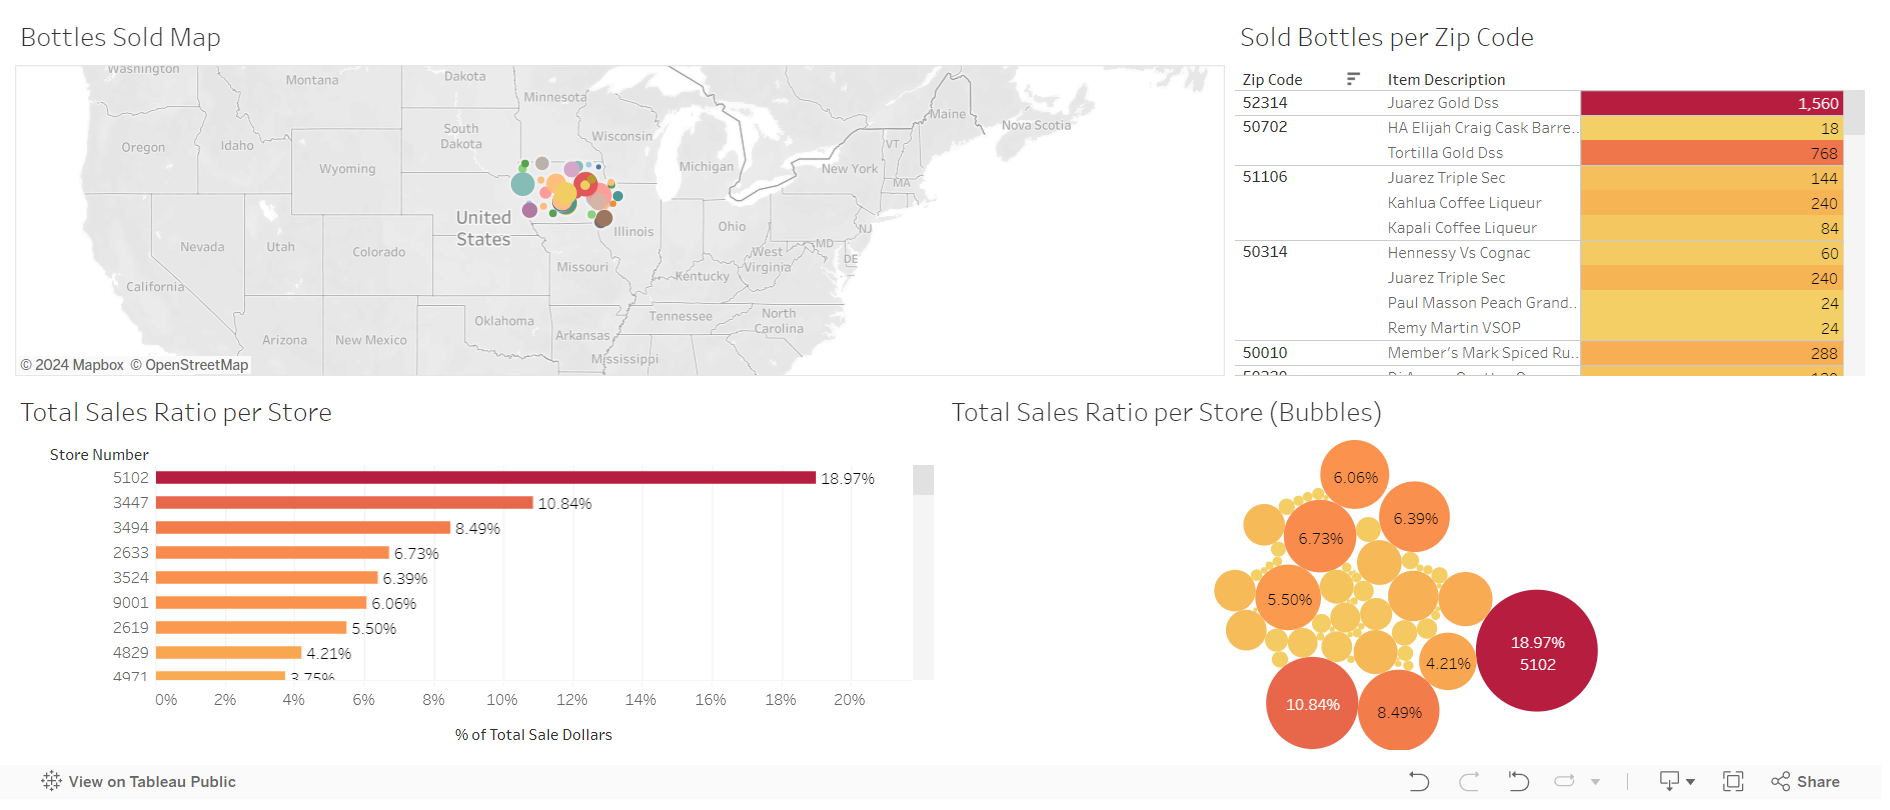 Bottles Sold Map
Washington
Montana
Dakota
Minnesota
Maine
Nova Scotia
Oregon
Idaho
South
Dakota
Wisconsin
VT
Wyoming
Michigan
New York
MA
United
States
Illinois
Ohio
NJ
Nevada
Utah
Colorado
West
Virginia
MD
DE
Missouri
Kentucky
California
Oklahoma
Tennessee
North
Carolina
Arizona
New Mexico
Arkansas
Mississippi
© 2024 Mapbox © OpenStreetMap
Sold Bottles per Zip Code
Zip Code Item Description
52314 Juarez Gold Dss 1,560
50702 HA Elijah Craig Cask Barre.. 18
Tortilla Gold Dss 768
51106 Juarez Triple Sec 144
Kahlua Coffee Liqueur 240
Kapali Coffee Liqueur 84
50314 Hennessy Vs Cognac 60
Juarez Triple Sec 240
Paul Masson Peach Grand.. 24
Remy Martin VSOP 24
50010 Member's Mark Spiced Ru.. 288
Total Sales Ratio per Store
Store Number
5102 18.97%
3447 10.84%
3494 8.49%
2633 6.73%
3524 6.39%
9001 6.06%
2619 5.50%
4829 4.21%
4971 3.75%
0% 2% 4% 6% 8% 10% 12% 14% 16% 18% 20%
% of Total Sale Dollars
Total Sales Ratio per Store (Bubbles)
6.06%
6.39%
6.73%
5.50%
18.97%
5102
4.21%
10.84%
8.49%
View on Tableau Public
Share